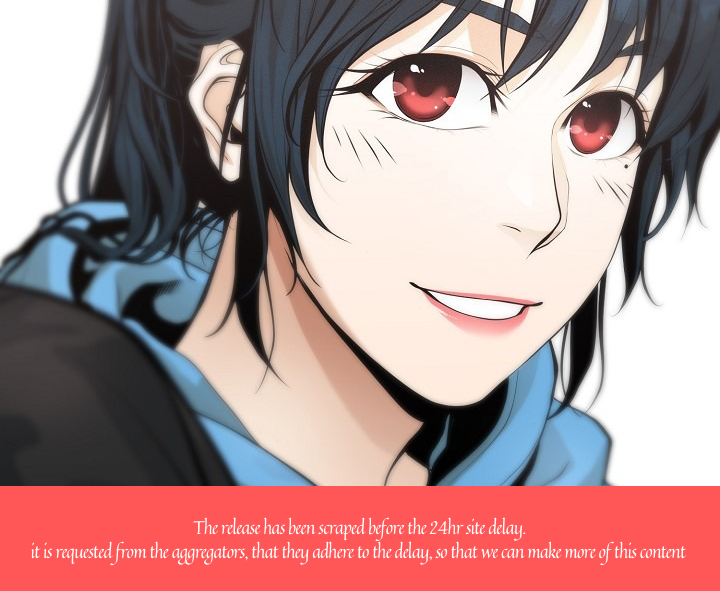 The release has been scraped before the 24hr site delay.
it is requested from the aggregators, that they adhere to the delay, so that we can make more of this content